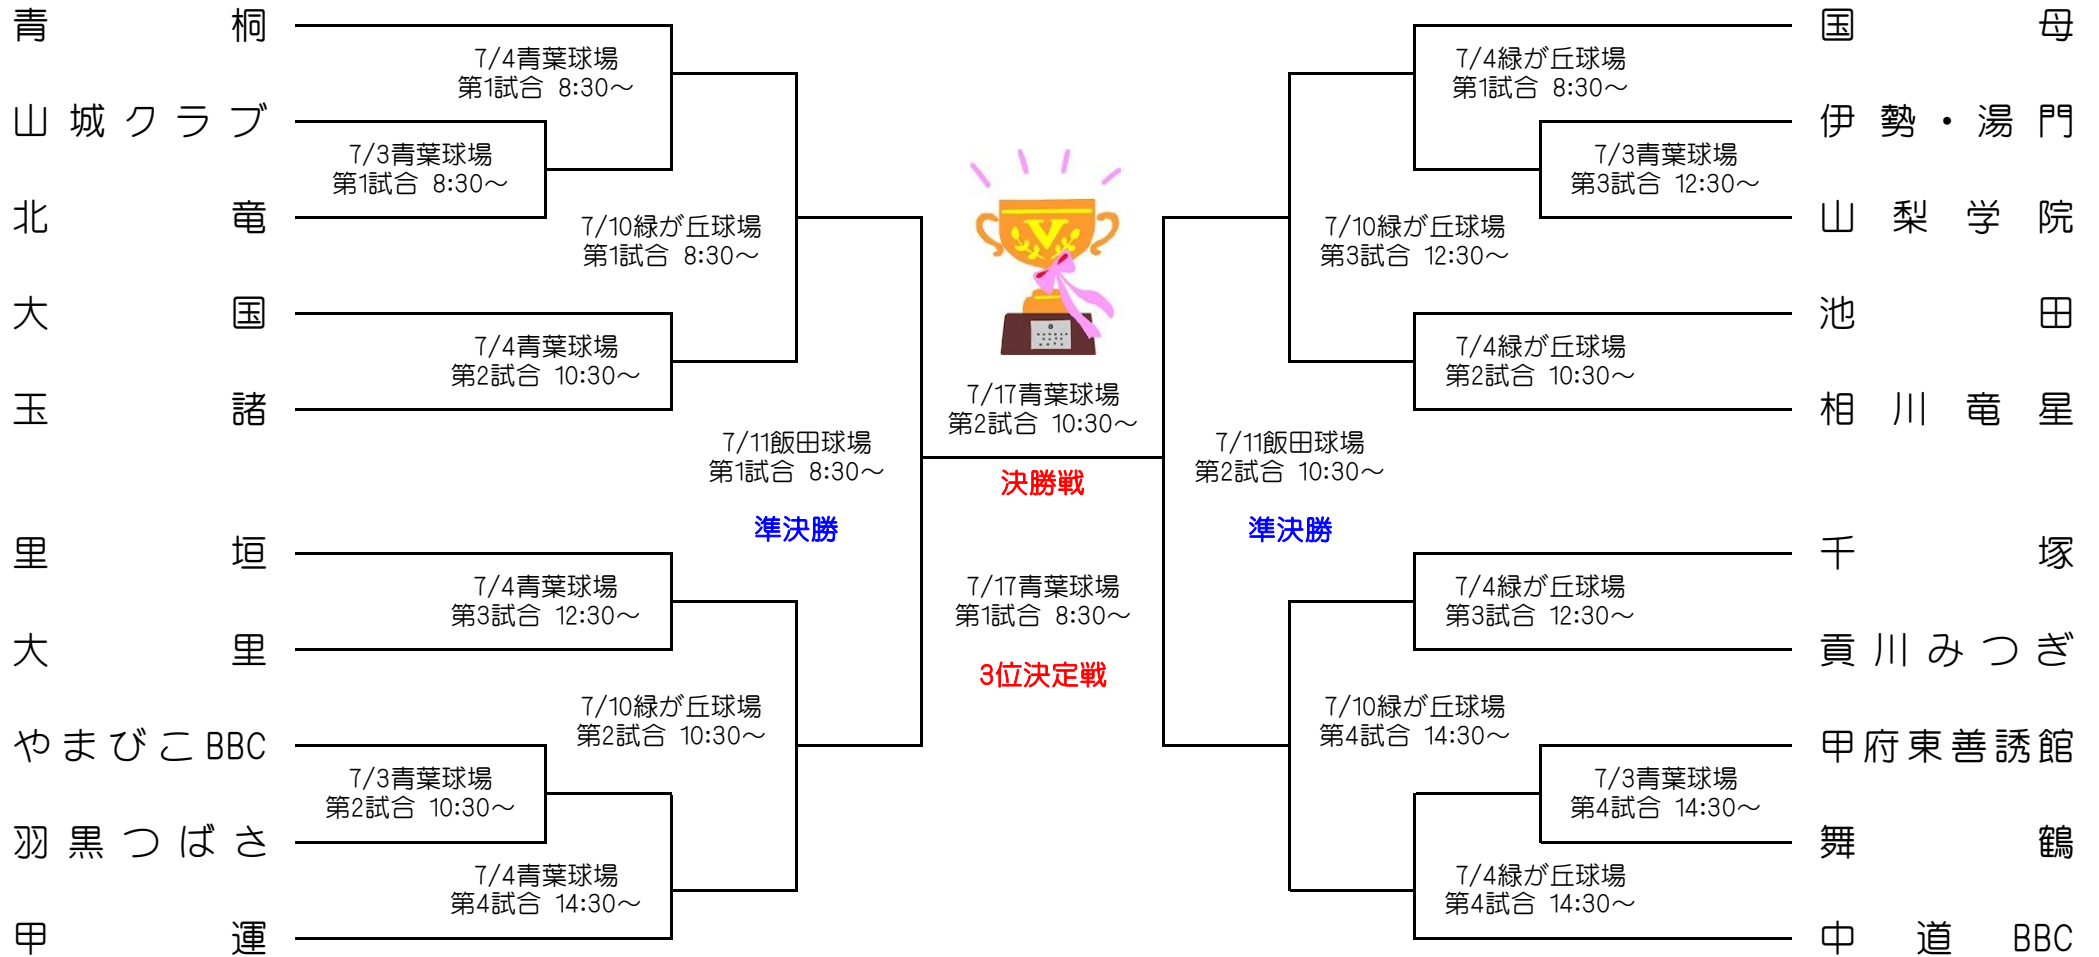 青桐
7/4青葉球場
第1試合 8:30～
山城クラブ
7/3青葉球場
第1試合 8:30～
北竜
7/10緑が丘球場
第1試合 8:30～
大国
7/4青葉球場
第2試合 10:30～
玉諸
7/11飯田球場
第1試合 8:30～
準決勝
里垣
7/4青葉球場
第3試合 12:30～
大里
7/10緑が丘球場
第2試合 10:30～
やまびこBBC
7/3青葉球場
第2試合 10:30～
羽黒つばさ
7/4青葉球場
第4試合 14:30～
甲運
V
7/17青葉球場
第2試合 10:30～
決勝戦
7/17青葉球場
第1試合 8:30～
3位決定戦
国母
7/4緑が丘球場
第1試合 8:30～
伊勢・湯門
7/3青葉球場
第3試合 12:30～
山梨学院
7/10緑が丘球場
第3試合 12:30～
池田
7/4緑が丘球場
第2試合 10:30～
相川竜星
7/11飯田球場
第2試合 10:30～
準決勝
千塚
7/4緑が丘球場
第3試合 12:30～
貢川みつぎ
7/10緑が丘球場
第4試合 14:30～
甲府東善誘館
7/3青葉球場
第4試合 14:30～
舞鶴
7/4緑が丘球場
第4試合 14:30～
中道BBC